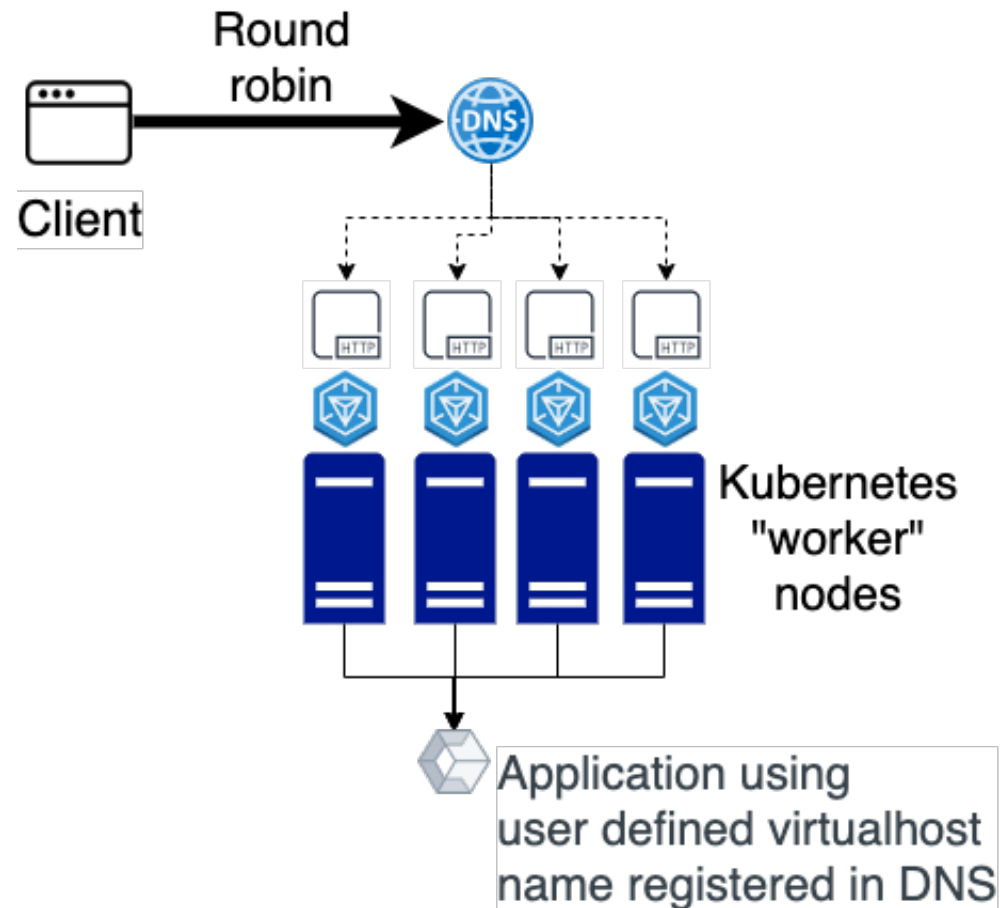 Round
robin
DNS
Client
HTTP
HTTP
HTTP
HTTP
Kubernetes
"worker"
nodes
Application using
user defined virtualhost
name registered in DNS